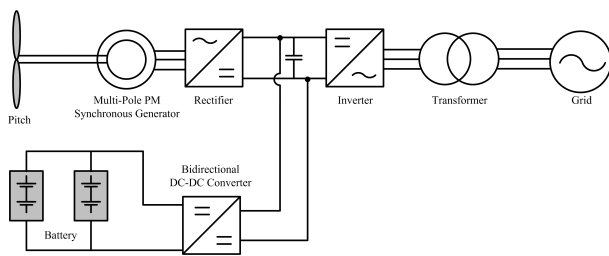 Pitch
Multi-Pole PM
Synchronous Generator
Rectifier
Inverter
Transformer
Grid
Bidirectional
DC-DC Converter
Battery